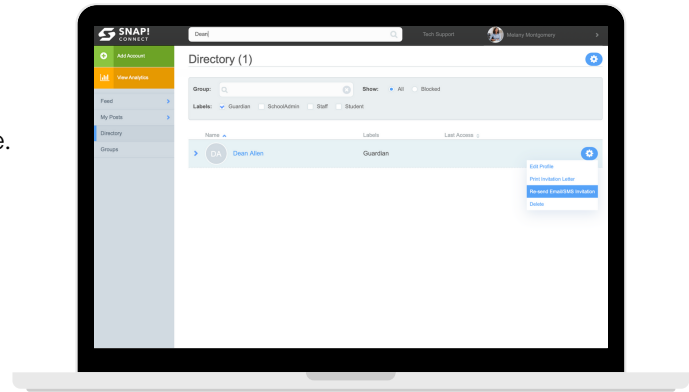 e.
SNAP!
CONNECT
Dean
Tech Support
Melany Montgomery
Add Account
View Analytics
Feed
My Posts
Directory
Groups
Directory (1)
Group:
Show: All Blocked
Labels: Guardian SchoolAdmin Staff Student
Name Labels Last Access
DA Dean Allen Guardian
Edit Profile
Print Invitation Letter
Re-send Email/SMS Invitation
Delete